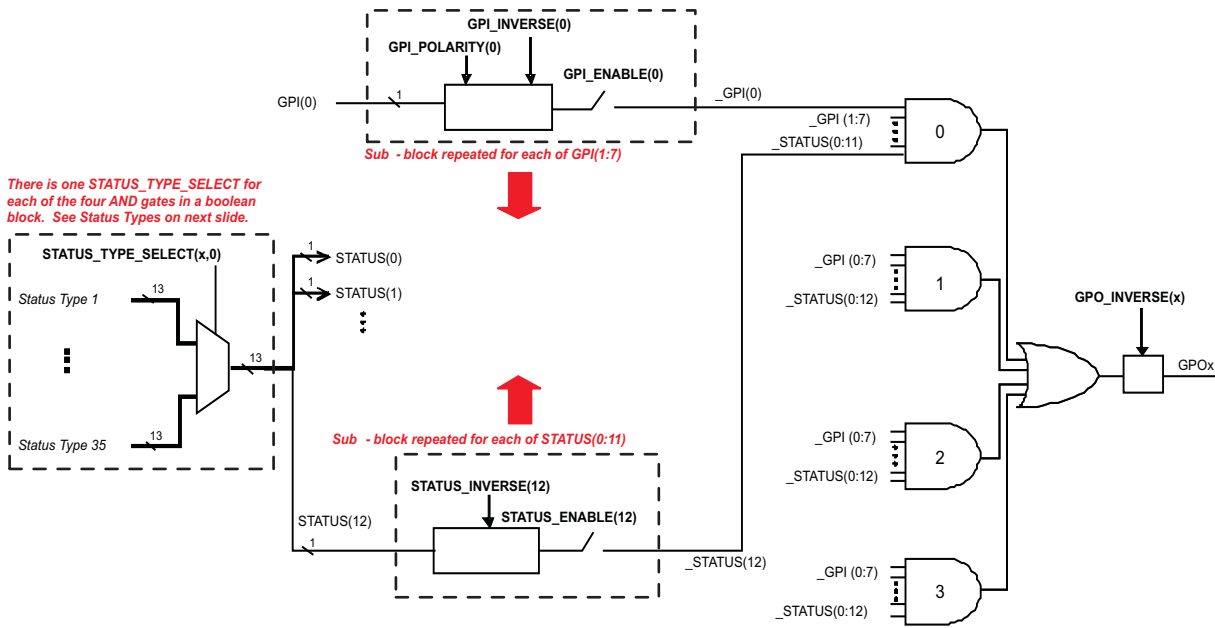 GPI_INVERSE(0)
GPI_POLARITY(0)
GPI_ENABLE(0)
GPI(0)
1
_GPI(0)
_GPI (1:7)
_STATUS(0:11)
0
Sub - block repeated for each of GPI(1:7)
There is one STATUS_TYPE_SELECT for
each of the four AND gates in a boolean
block. See Status Types on next slide.
STATUS_TYPE_SELECT(x,0)
Status Type 1
13
13
Status Type 35
13
1
STATUS(0)
1
STATUS(1)
_GPI (0:7)
_STATUS(0:12)
1
GPO_INVERSE(x)
GPOx
Sub - block repeated for each of STATUS(0:11)
_GPI (0:7)
_STATUS(0:12)
2
STATUS_INVERSE(12)
STATUS_ENABLE(12)
STATUS(12)
1
_STATUS(12)
_GPI (0:7)
_STATUS(0:12)
3